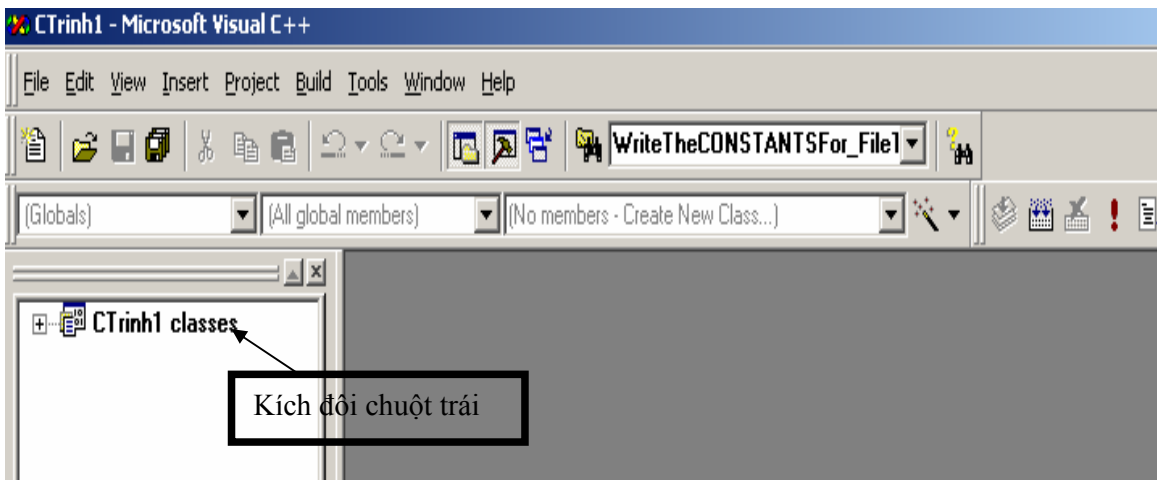 CTrinh1 - Microsoft Visual C++
File Edit View Insert Project Build Tools Window Help
WriteTheCONSTANTSFor_File
(Globals) (All global members) (No members - Create New Class...)
CTrinh1 classes
Kích đôi chuột trái